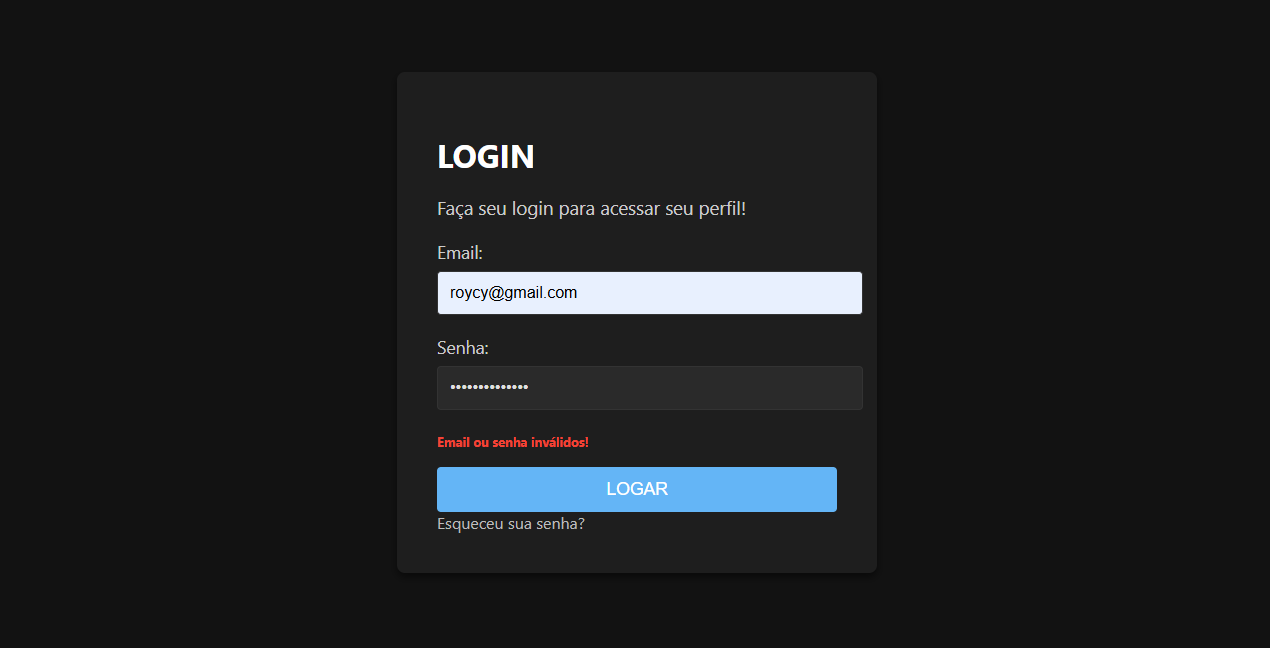 LOGIN
Faça seu login para acessar seu perfil!
Email:
roycy@gmail.com
Senha:
••••••••••••••
Email ou senha inválidos!
LOGAR
Esqueceu sua senha?